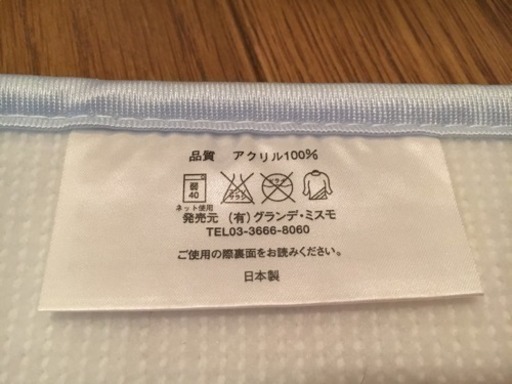 品質 アクリル100%
弱
40
ネット使用
発売元 (有)グランデ・ミスモ
TEL03-3666-8060
ご使用の際裏面をお読みください。
日本製